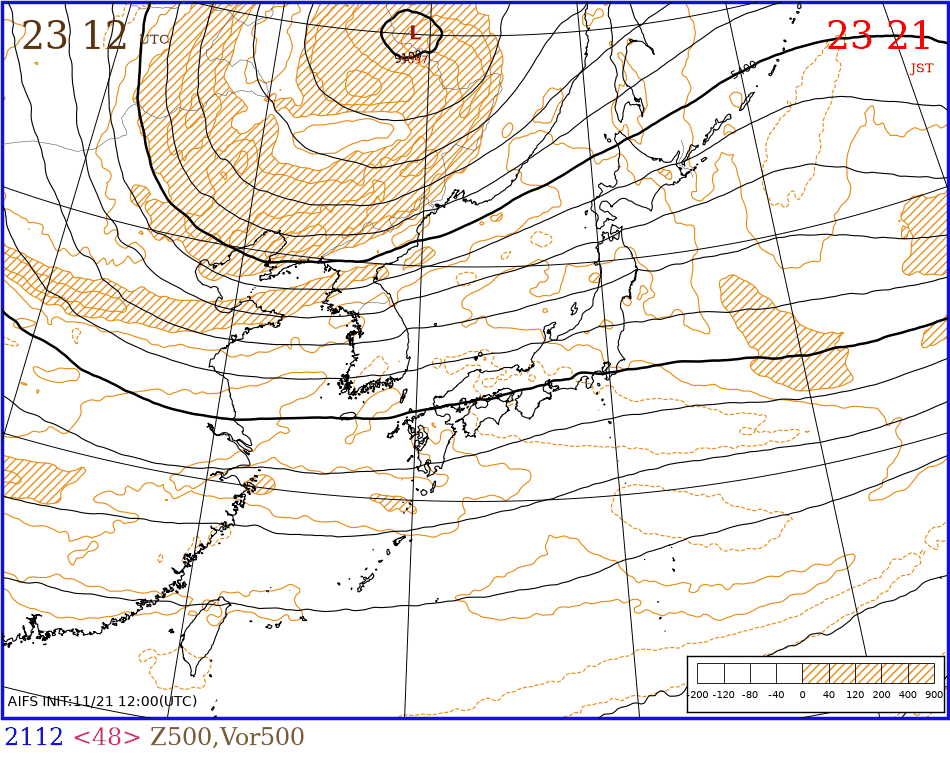 23 12 UTC
23 21
JST
L
5400
AIFS INIT:11/21 12:00(UTC)
-200 -120 -80 -40 0 40 120 200 400 900
2112 <48> Z500,Vor500